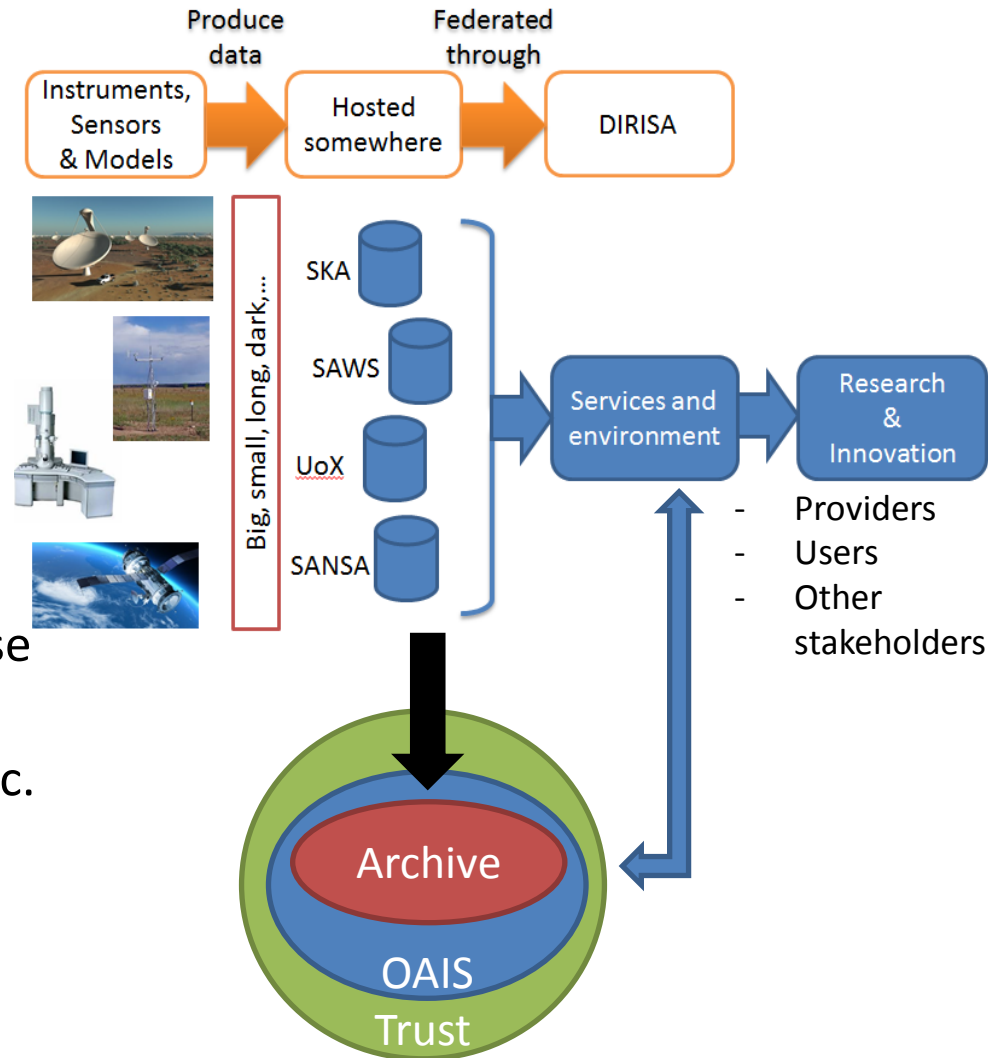 Produce
data
Federated
through
Instruments,
Sensors
& Models
Hosted
somewhere
DIRISA
Big, small, long, dark,...
SKA
SAWS
UoX
SANSA
Services and
environment
Research
&
Innovation
- Providers
- Users
- Other
stakeholders
se
c.
Archive
OAIS
Trust